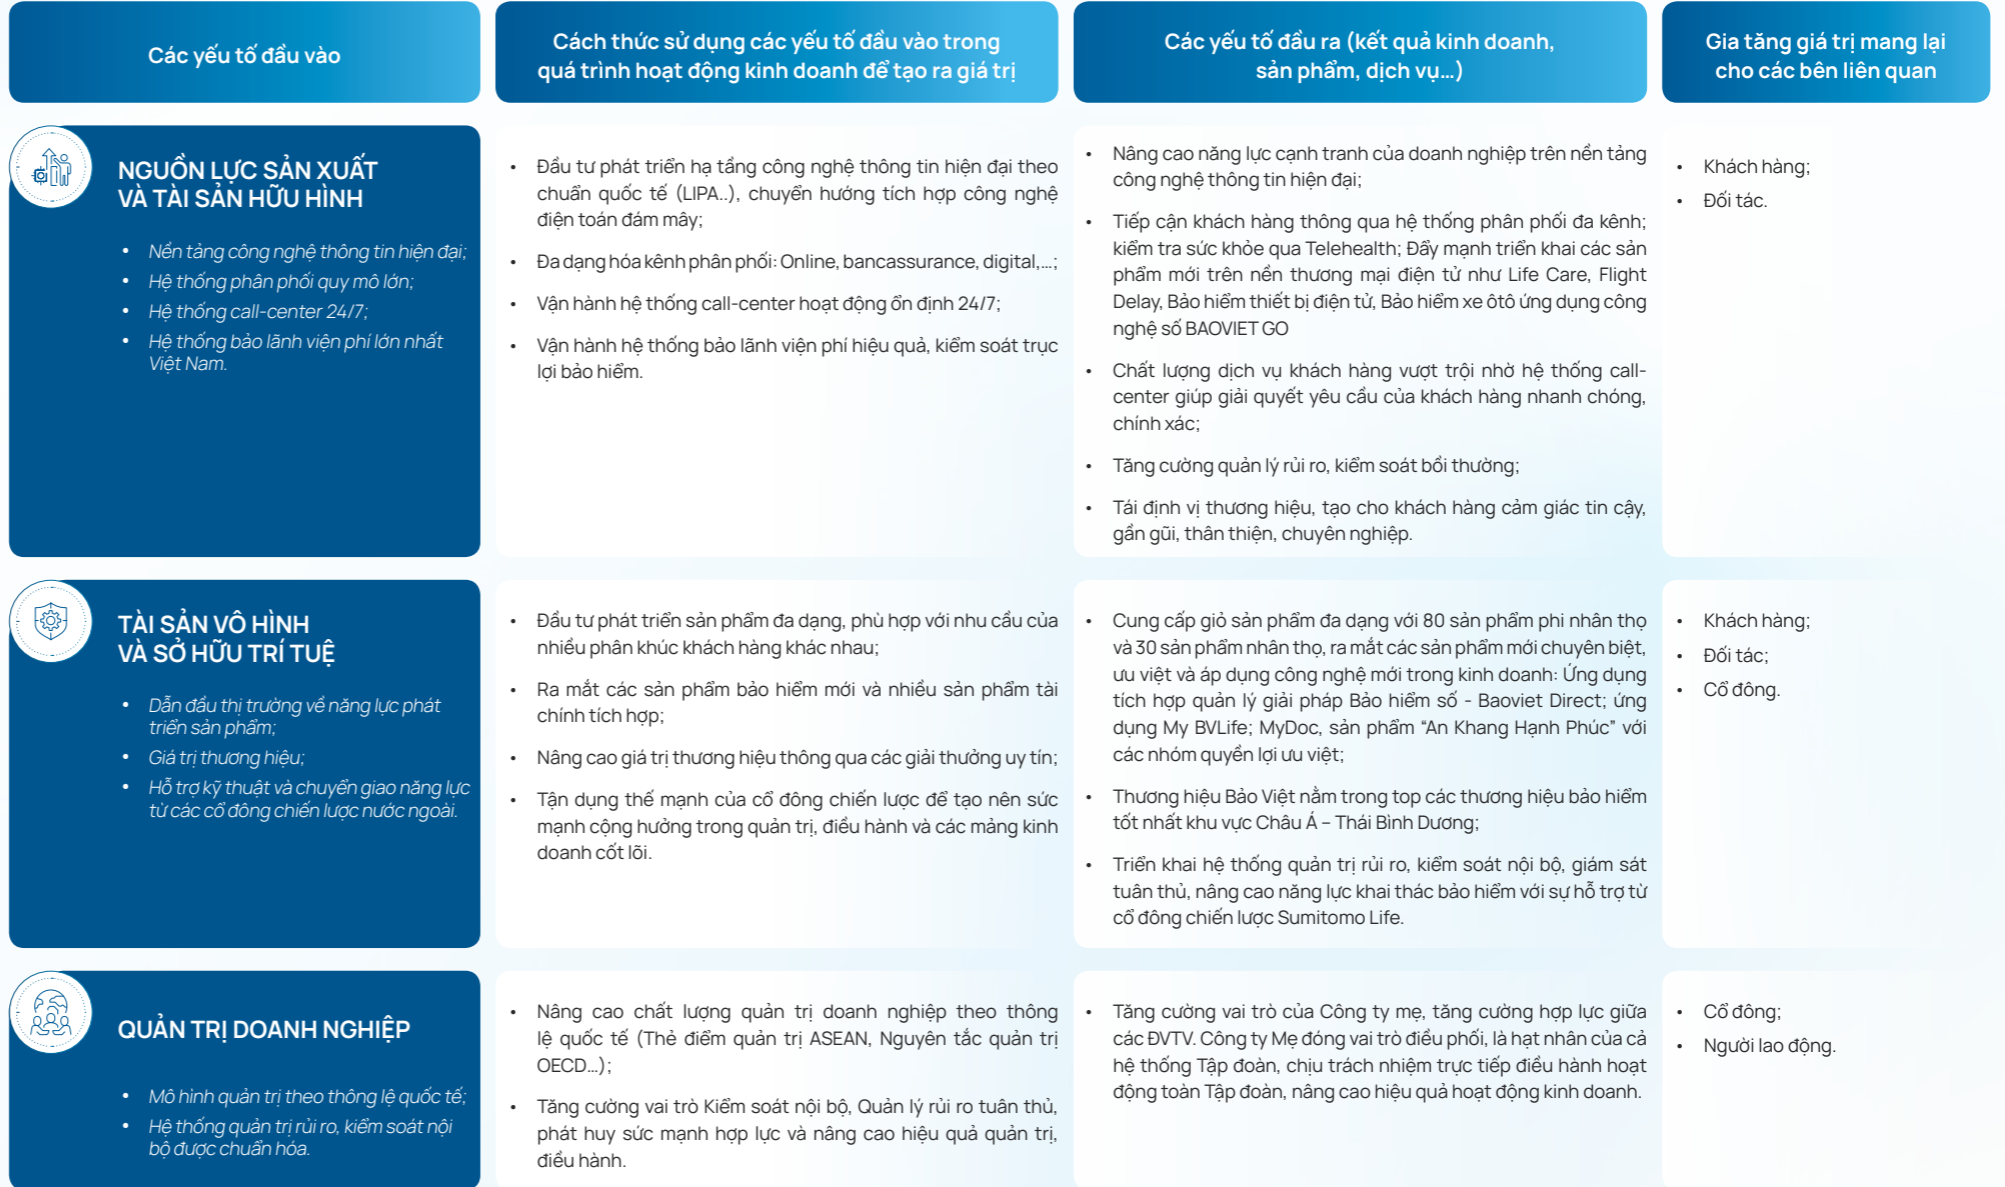 Các yếu tố đầu vào
Cách thức sử dụng các yếu tố đầu vào trong
quá trình hoạt động kinh doanh để tạo ra giá trị
Các yếu tố đầu ra (kết quả kinh doanh,
sản phẩm, dịch vụ...)
Gia tăng giá trị mang lại
cho các bên liên quan
NGUỒN LỰC SẢN XUẤT
VÀ TÀI SẢN HỮU HÌNH
• Nền tảng công nghệ thông tin hiện đại;
• Hệ thống phân phối quy mô lớn;
• Hệ thống call-center 24/7;
• Hệ thống bảo lãnh viện phí lớn nhất
Việt Nam.
• Đầu tư phát triển hạ tầng công nghệ thông tin hiện đại theo
chuẩn quốc tế (LIPA..), chuyển hướng tích hợp công nghệ
điện toán đám mây;
• Đa dạng hóa kênh phân phối: Online, bancassurance, digital,...;
• Vận hành hệ thống call-center hoạt động ổn định 24/7;
• Vận hành hệ thống bảo lãnh viện phí hiệu quả, kiểm soát trục
lợi bảo hiểm.
• Nâng cao năng lực cạnh tranh của doanh nghiệp trên nền tảng
công nghệ thông tin hiện đại;
• Tiếp cận khách hàng thông qua hệ thống phân phối đa kênh;
kiểm tra sức khỏe qua Telehealth; Đẩy mạnh triển khai các sản
phẩm mới trên nền thương mại điện tử như Life Care, Flight
Delay, Bảo hiểm thiết bị điện tử, Bảo hiểm xe ôtô ứng dụng công
nghệ số BAOVIET GO
• Chất lượng dịch vụ khách hàng vượt trội nhờ hệ thống call-
center giúp giải quyết yêu cầu của khách hàng nhanh chóng,
chính xác;
• Tăng cường quản lý rủi ro, kiểm soát bồi thường;
• Tái định vị thương hiệu, tạo cho khách hàng cảm giác tin cậy,
gần gũi, thân thiện, chuyên nghiệp.
• Khách hàng;
• Đối tác.
TÀI SẢN VÔ HÌNH
VÀ SỞ HỮU TRÍ TUỆ
• Dẫn đầu thị trường về năng lực phát
triển sản phẩm;
• Giá trị thương hiệu;
• Hỗ trợ kỹ thuật và chuyển giao năng lực
từ các cổ đông chiến lược nước ngoài.
• Đầu tư phát triển sản phẩm đa dạng, phù hợp với nhu cầu của
nhiều phân khúc khách hàng khác nhau;
• Ra mắt các sản phẩm bảo hiểm mới và nhiều sản phẩm tài
chính tích hợp;
• Nâng cao giá trị thương hiệu thông qua các giải thưởng uy tín;
• Tận dụng thế mạnh của cổ đông chiến lược để tạo nên sức
mạnh cộng hưởng trong quản trị, điều hành và các mảng kinh
doanh cốt lõi.
• Cung cấp giỏ sản phẩm đa dạng với 80 sản phẩm phi nhân thọ
và 30 sản phẩm nhân thọ, ra mắt các sản phẩm mới chuyên biệt,
ưu việt và áp dụng công nghệ mới trong kinh doanh: Ứng dụng
tích hợp quản lý giải pháp Bảo hiểm số - Baoviet Direct; ứng
dụng My BVLife; MyDoc, sản phẩm “An Khang Hạnh Phúc” với
các nhóm quyền lợi ưu việt;
• Thương hiệu Bảo Việt nằm trong top các thương hiệu bảo hiểm
tốt nhất khu vực Châu Á – Thái Bình Dương;
• Triển khai hệ thống quản trị rủi ro, kiểm soát nội bộ, giám sát
tuân thủ, nâng cao năng lực khai thác bảo hiểm với sự hỗ trợ từ
cổ đông chiến lược Sumitomo Life.
• Khách hàng;
• Đối tác;
• Cổ đông.
QUẢN TRỊ DOANH NGHIỆP
• Mô hình quản trị theo thông lệ quốc tế;
• Hệ thống quản trị rủi ro, kiểm soát nội
bộ được chuẩn hóa.
• Nâng cao chất lượng quản trị doanh nghiệp theo thông
lệ quốc tế (Thẻ điểm quản trị ASEAN, Nguyên tắc quản trị
OECD...);
• Tăng cường vai trò Kiểm soát nội bộ, Quản lý rủi ro tuân thủ,
phát huy sức mạnh hợp lực và nâng cao hiệu quả quản trị,
điều hành.
• Tăng cường vai trò của Công ty mẹ, tăng cường hợp lực giữa
các ĐVTV. Công ty Mẹ đóng vai trò điều phối, là hạt nhân của cả
hệ thống Tập đoàn, chịu trách nhiệm trực tiếp điều hành hoạt
động toàn Tập đoàn, nâng cao hiệu quả hoạt động kinh doanh.
• Cổ đông;
• Người lao động.